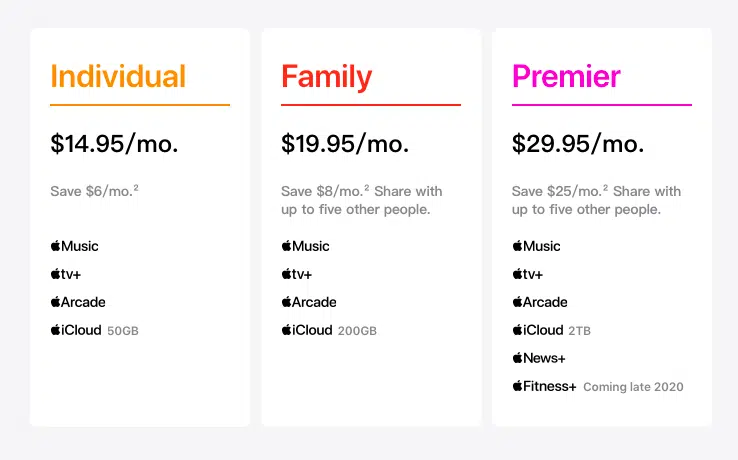 Individual
$14.95/mo.
Save $6/mo.²
Music
tv+
Arcade
iCloud 50GB
Family
$19.95/mo.
Save $8/mo.² Share with
up to five other people.
Music
tv+
Arcade
iCloud 200GB
Premier
$29.95/mo.
Save $25/mo.² Share with
up to five other people.
Music
tv+
Arcade
iCloud 2TB
News+
Fitness+ Coming late 2020